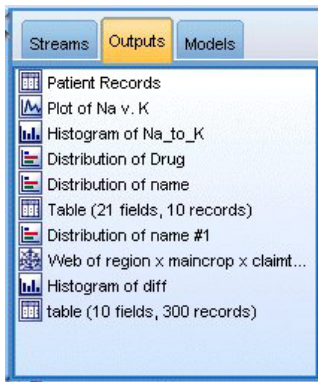 Streams Outputs Models
Patient Records
Plot of Na v. K
Histogram of Na_to_K
Distribution of Drug
Distribution of name
Table (21 fields, 10 records)
Distribution of name #1
Web of region x maincrop x claimt...
Histogram of diff
table (10 fields, 300 records)